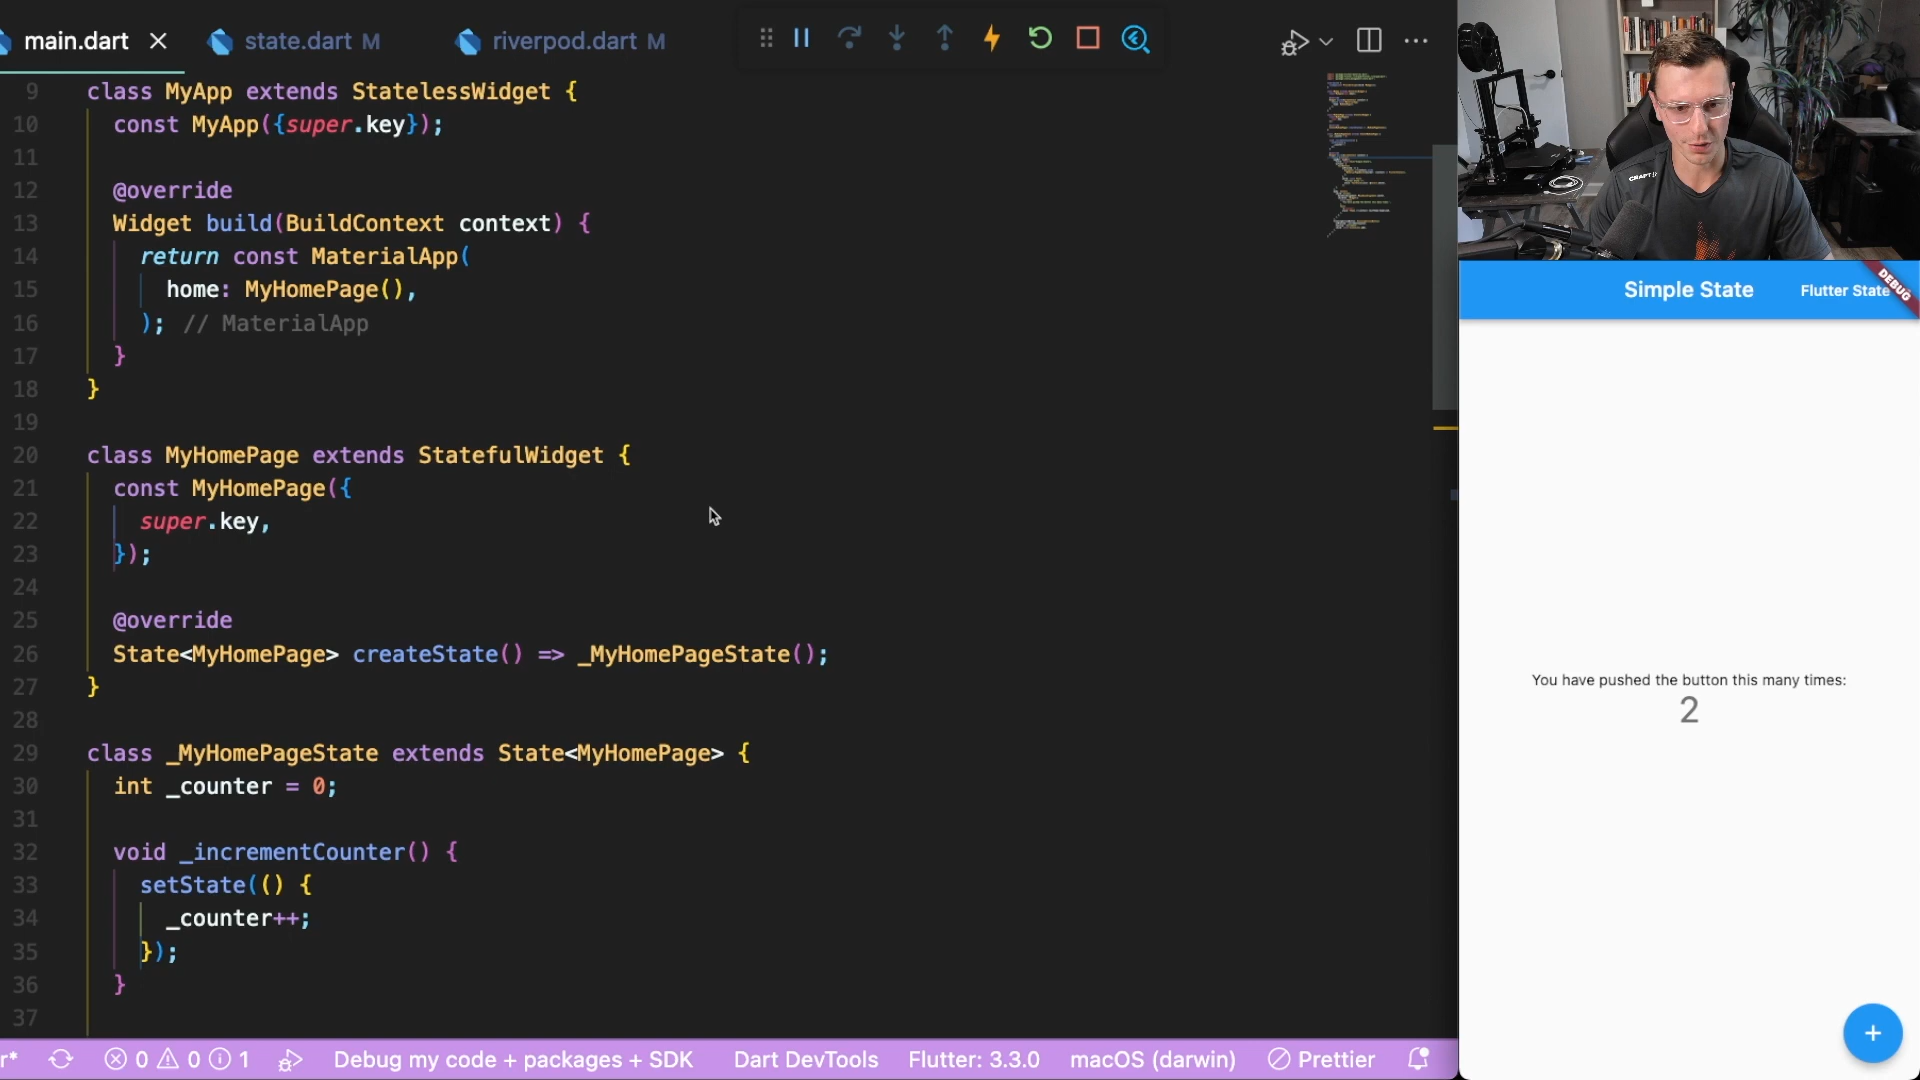 main.dart
state.dart M
riverpod.dart M
9 class MyApp extends StatelessWidget {
10 const MyApp({super.key});
11
12 @override
13 Widget build(BuildContext context) {
14 return const MaterialApp(
15 home: MyHomePage(),
16 ); // MaterialApp
17 }
18 }
19
20 class MyHomePage extends StatefulWidget {
21 const MyHomePage({
22 super.key,
23 });
24
25 @override
26 State<MyHomePage> createState() => _MyHomePageState();
27 }
28
29 class _MyHomePageState extends State<MyHomePage> {
30 int _counter = 0;
31
32 void _incrementCounter() {
33 setState(() {
34 _counter++;
35 });
36 }
37
r* 0 0 1 Debug my code + packages + SDK Dart DevTools Flutter: 3.3.0 macOS (darwin) Prettier
CRAFT
Simple State
Flutter State
DEBUG
You have pushed the button this many times:
2
+